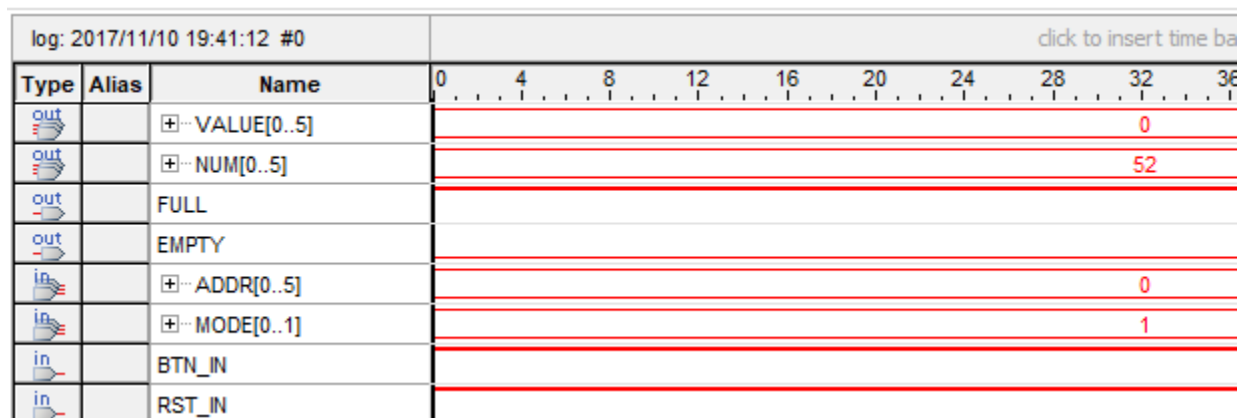 log: 2017/11/10 19:41:12 #0 click to insert time ba
Type Alias Name 0 4 8 12 16 20 24 28 32 36
out VALUE[0..5] 0
out NUM[0..5] 52
out FULL
out EMPTY
in ADDR[0..5] 0
in MODE[0..1] 1
in BTN_IN
in RST_IN